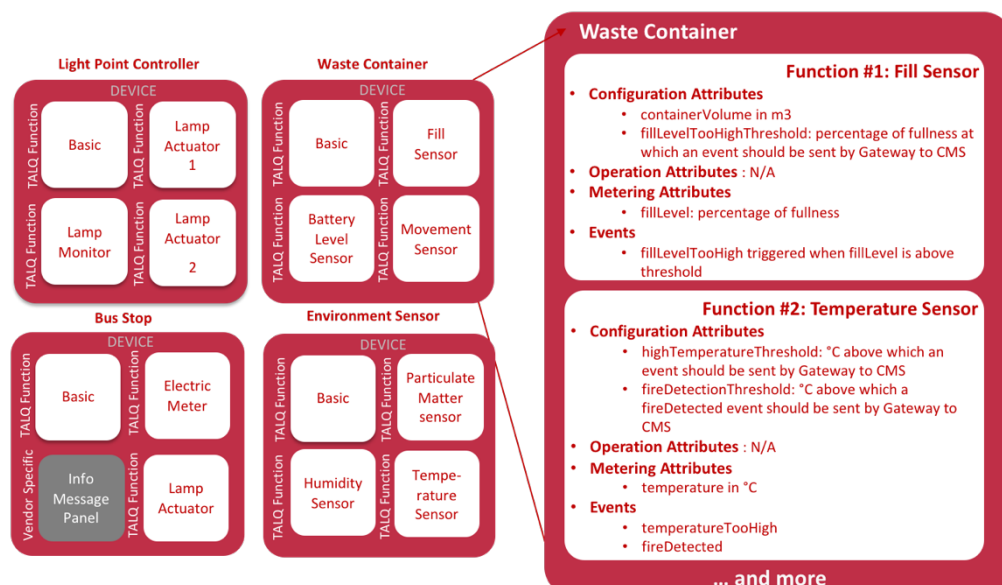 Light Point Controller
DEVICE
TALQ Function
Basic
TALQ Function
Lamp
Actuator
1
TALQ Function
Lamp
Monitor
TALQ Function
Lamp
Actuator
2
Waste Container
DEVICE
TALQ Function
Basic
TALQ Function
Fill
Sensor
TALQ Function
Battery
Level
Sensor
TALQ Function
Movement
Sensor
Bus Stop
DEVICE
TALQ Function
Basic
TALQ Function
Electric
Meter
Vendor Specific
Info
Message
Panel
TALQ Function
Lamp
Actuator
Environment Sensor
DEVICE
TALQ Function
Basic
TALQ Function
Particulate
Matter
sensor
TALQ Function
Humidity
Sensor
TALQ Function
Tempe-
rature
Sensor
Waste Container
Function #1: Fill Sensor
• Configuration Attributes
• containerVolume in m3
• fillLevelTooHighThreshold: percentage of fullness at
which an event should be sent by Gateway to CMS
• Operation Attributes : N/A
• Metering Attributes
• fillLevel: percentage of fullness
• Events
• fillLevelTooHigh triggered when fillLevel is above
threshold
Function #2: Temperature Sensor
• Configuration Attributes
• highTemperatureThreshold: °C above which an
event should be sent by Gateway to CMS
• fireDetectionThreshold: °C above which a
fireDetected event should be sent by Gateway to
CMS
• Operation Attributes : N/A
• Metering Attributes
• temperature in °C
• Events
• temperatureTooHigh
• fireDetected
... and more